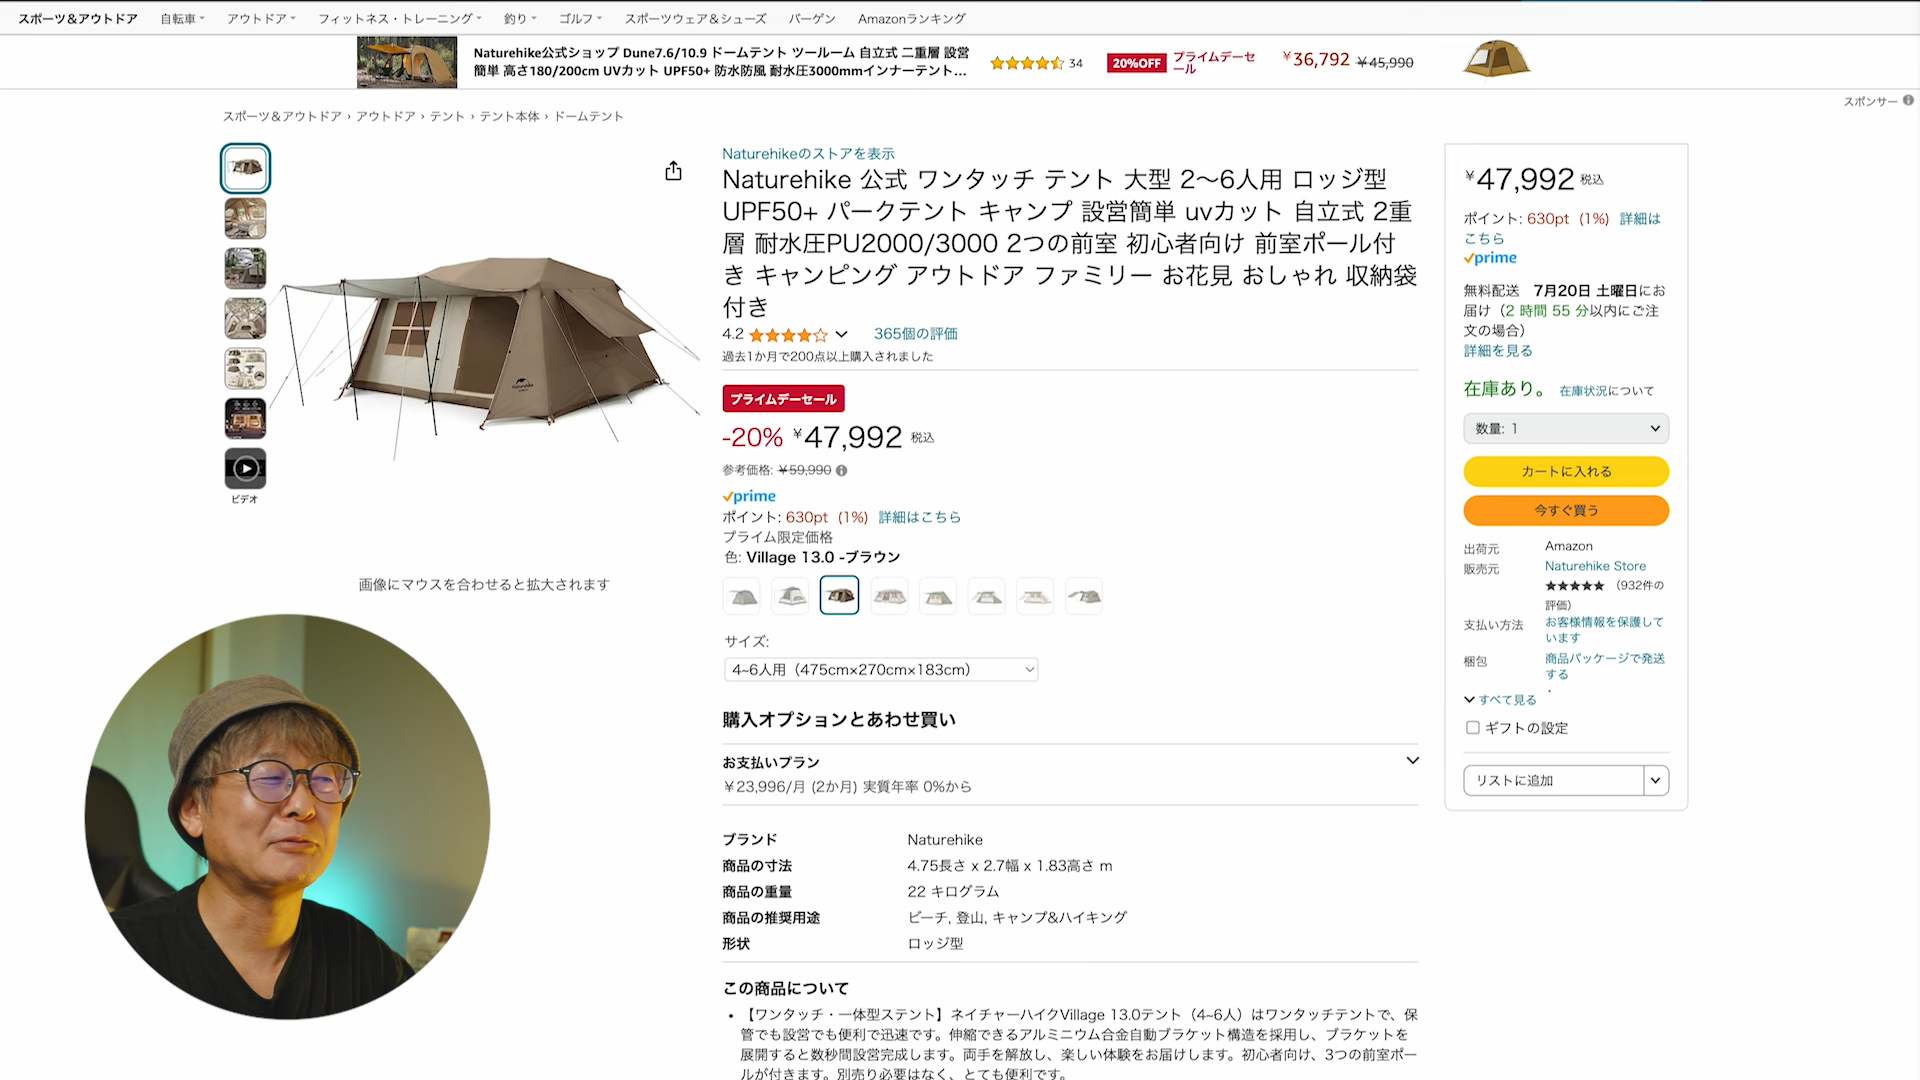 スポーツ＆アウトドア 自転車 アウトドア フィットネス・トレーニング 釣り ゴルフ スポーツウェア＆シューズ バーゲン Amazonランキング
Naturehike公式ショップ Dune7.6/10.9 ドームテント ツールーム 自立式 二重層 設営
簡単 高さ180/200cm UVカット UPF50+ 防水防風 耐水圧3000mmインナーテント...
34
20%OFF
プライムデーセ
ール
¥36,792 ¥45,990
スポンサー
スポーツ＆アウトドア › アウトドア › テント › テント本体 › ドームテント
ビデオ
画像にマウスを合わせると拡大されます
Naturehike
Naturehikeのストアを表示
Naturehike 公式 ワンタッチ テント 大型 2～6人用 ロッジ型
UPF50+ パークテント キャンプ 設営簡単 uvカット 自立式 2重
層 耐水圧PU2000/3000 2つの前室 初心者向け 前室ポール付
き キャンピング アウトドア ファミリー お花見 おしゃれ 収納袋
付き
4.2 365個の評価
過去1か月で200点以上購入されました
プライムデーセール
-20% ¥47,992 税込
参考価格: ¥59,990
prime
ポイント: 630pt (1%) 詳細はこちら
プライム限定価格
色: Village 13.0 -ブラウン
サイズ:
4~6人用（475cm×270cm×183cm）
購入オプションとあわせ買い
お支払いプラン
￥23,996/月 (2か月) 実質年率 0%から
ブランド Naturehike
商品の寸法 4.75長さ x 2.7幅 x 1.83高さ m
商品の重量 22 キログラム
商品の推奨用途 ビーチ, 登山, キャンプ&ハイキング
形状 ロッジ型
この商品について
• 【ワンタッチ・一体型ステント】ネイチャーハイクVillage 13.0テント（4~6人）はワンタッチテントで、保
管でも設営でも便利で迅速です。伸縮できるアルミニウム合金自動ブラケット構造を採用し、ブラケットを
展開すると数秒間設営完成します。両手を解放し、楽しい体験をお届けします。初心者向け、3つの前室ポー
ルが付きます。別売り必要はなく、とても便利です。
¥47,992 税込
ポイント: 630pt (1%) 詳細は
こちら
prime
無料配送 7月20日 土曜日にお
届け（2 時間 55 分以内にご注
文の場合）
詳細を見る
在庫あり。 在庫状況について
数量: 1
カートに入れる
今すぐ買う
出荷元 Amazon
販売元 Naturehike Store
★★★★★ （932件の
評価）
支払い方法 お客様情報を保護して
います
梱包 商品パッケージで発送
する
すべて見る
ギフトの設定
リストに追加